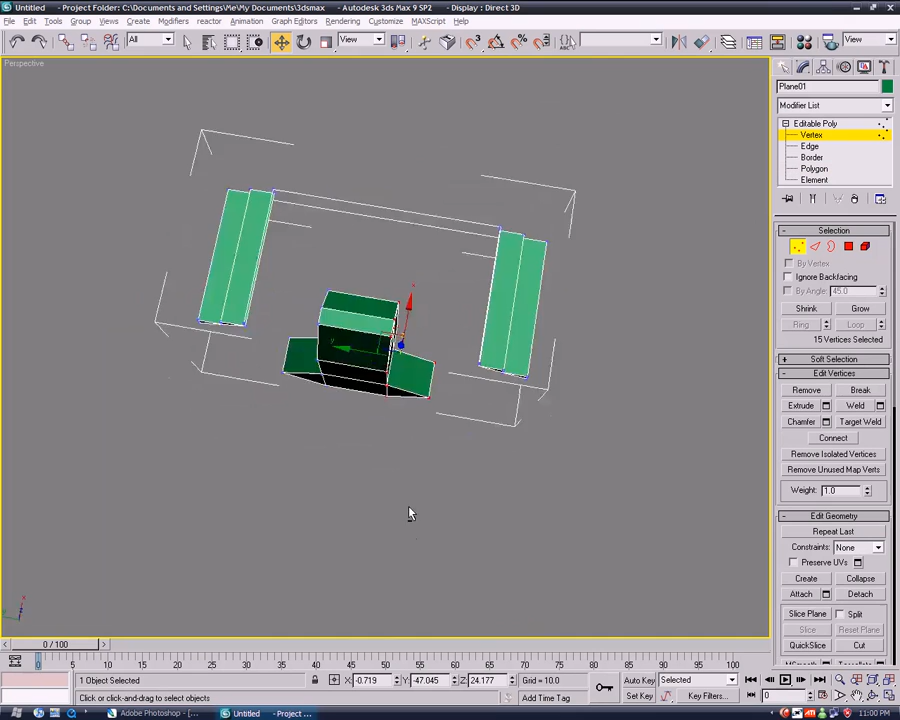 Untitled - Project Folder: C:\Documents and Settings\Me\My Documents\3dsmax - Autodesk 3ds Max 9 SP2 - Display : Direct 3D
File Edit Tools Group Views Create Modifiers reactor Animation Graph Editors Rendering Customize MAXScript Help
All View View
Perspective
Plane01
Modifier List
Editable Poly
Vertex
Edge
Border
Polygon
Element
Selection
By Vertex
Ignore Backfacing
By Angle: 45.0
Shrink Grow
Ring Loop
15 Vertices Selected
Soft Selection
Edit Vertices
Remove Break
Extrude Weld
Chamfer Target Weld
Connect
Remove Isolated Vertices
Remove Unused Map Verts
Weight: 1.0
Edit Geometry
Repeat Last
Constraints: None
Preserve UVs
Create Collapse
Attach Detach
Slice Plane Split
Slice Reset Plane
QuickSlice Cut
0 / 100
0 5 10 15 20 25 30 35 40 45 50 55 60 65 70 75 80 85 90 95 100
1 Object Selected X: -0.719 Y: -47.045 Z: 24.177 Grid = 10.0 Auto Key Selected
Click or click-and-drag to select objects Add Time Tag Set Key Key Filters... 0
start Adobe Photoshop - [... Untitled - Project ... 11:00 PM